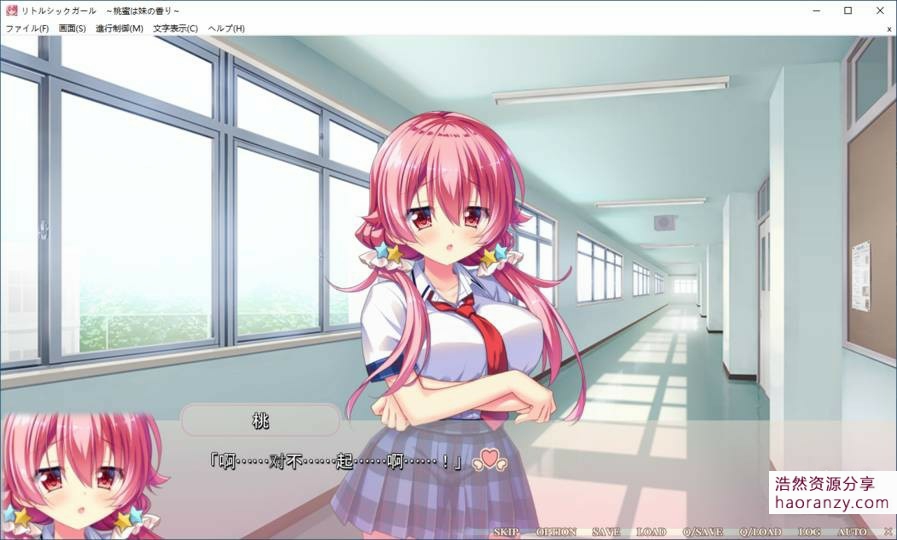 リトルシックガール　～桃蜜は妹の香り～
ファイル(F)　画面(S)　進行制御(M)　文字表示(C)　ヘルプ(H)
x
桃
「啊……对不……起……啊……！」
浩然资源分享
haoranzy.com
SKIP　OPTION　SAVE　LOAD　Q/SAVE　Q/LOAD　LOG　AUTO　X